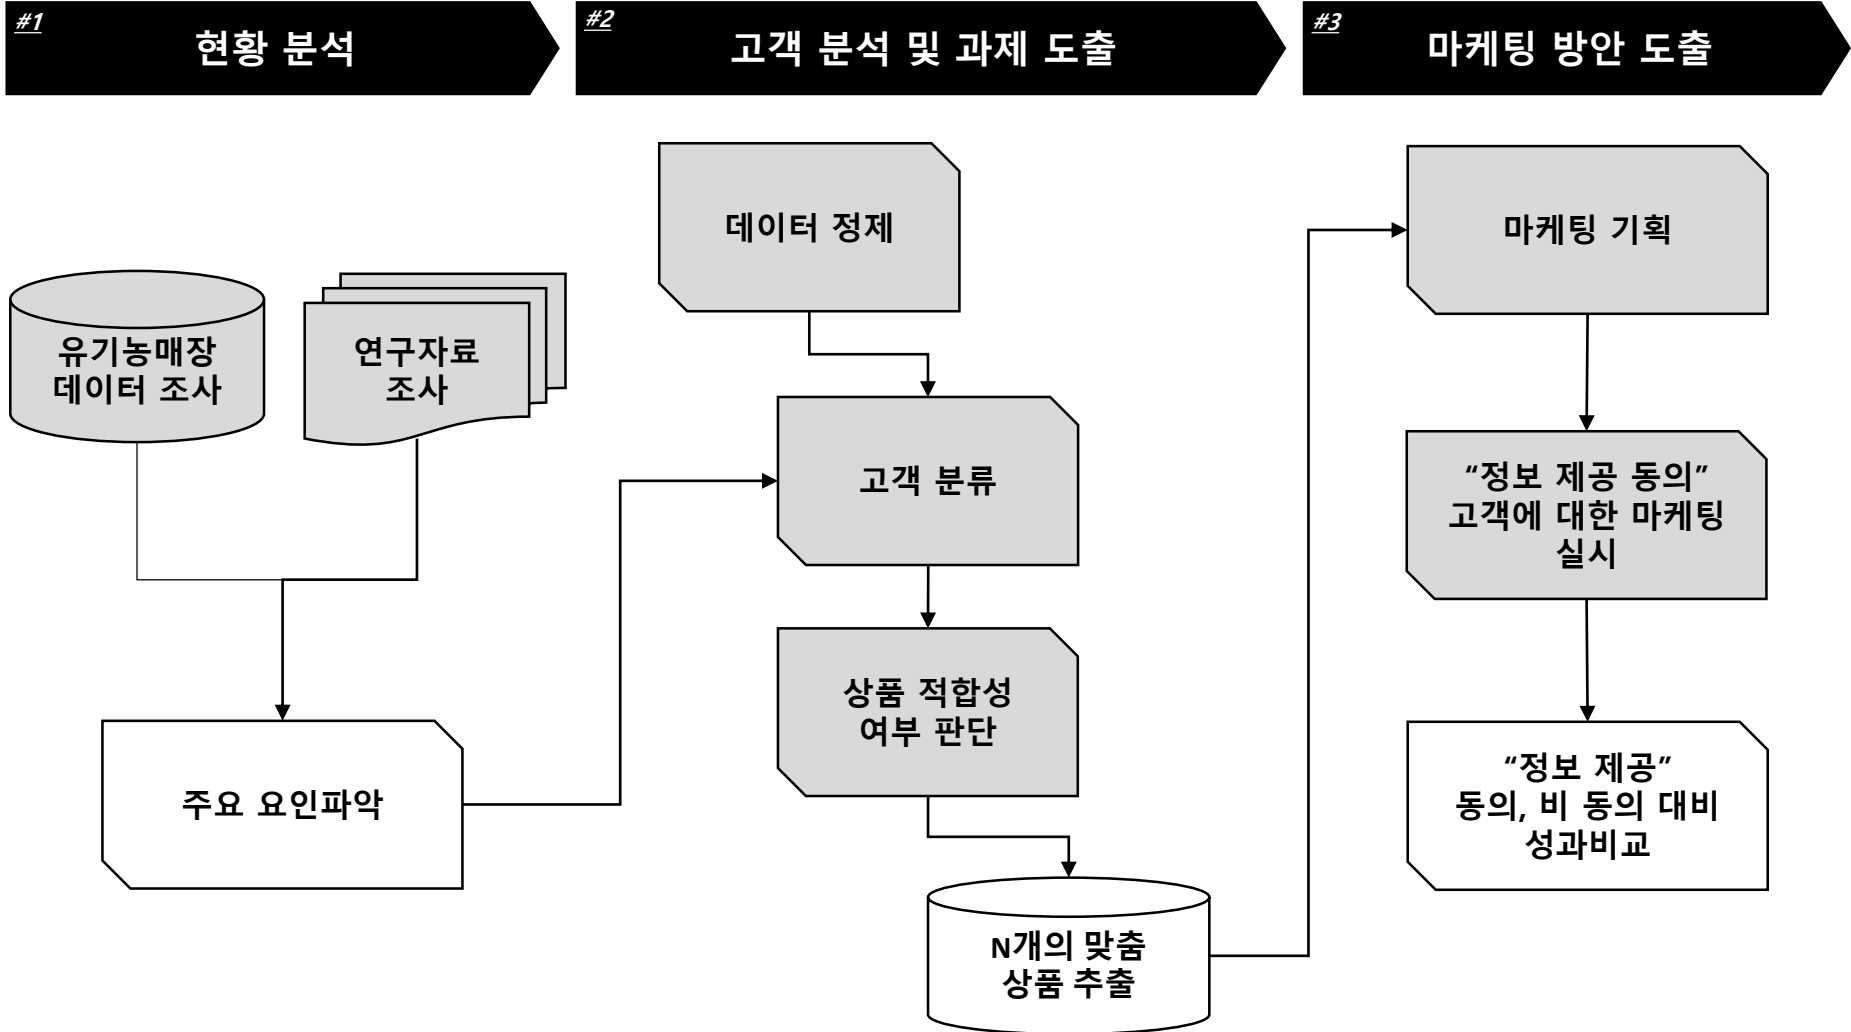 #1
현황 분석
#2
고객 분석 및 과제 도출
#3
마케팅 방안 도출
유기농매장
데이터 조사
연구자료
조사
주요 요인파악
데이터 정제
고객 분류
상품 적합성
여부 판단
N개의 맞춤
상품 추출
마케팅 기획
“정보 제공 동의”
고객에 대한 마케팅
실시
“정보 제공”
동의, 비 동의 대비
성과비교